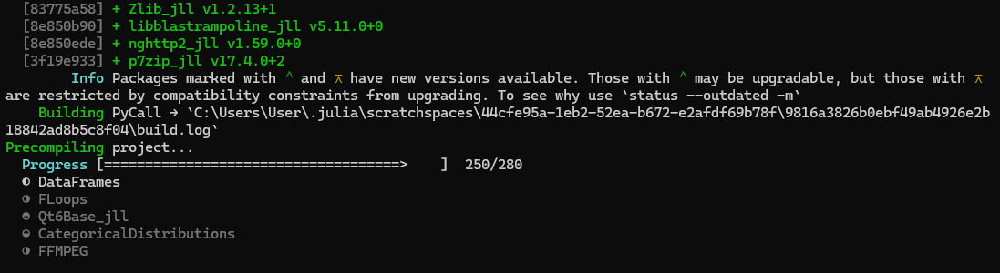 [83775a58] + Zlib_jll v1.2.13+1
[8e850b90] + libblastrampoline_jll v5.11.0+0
[8e850ede] + nghttp2_jll v1.59.0+0
[3f19e933] + p7zip_jll v17.4.0+2
Info Packages marked with ⌃ and ⌅ have new versions available. Those with ⌃ may be upgradable, but those with ⌅
are restricted by compatibility constraints from upgrading. To see why use `status --outdated -m`
Building PyCall → `C:\Users\User\.julia\scratchspaces\44cfe95a-1eb2-52ea-b672-e2afdf69b78f\9816a3826b0ebf49ab4926e2b
18842ad8b5c8f04\build.log`
Precompiling project...
Progress [====================================>    ]  250/280
◐ DataFrames
◑ FLoops
◓ Qt6Base_jll
◒ CategoricalDistributions
◑ FFMPEG